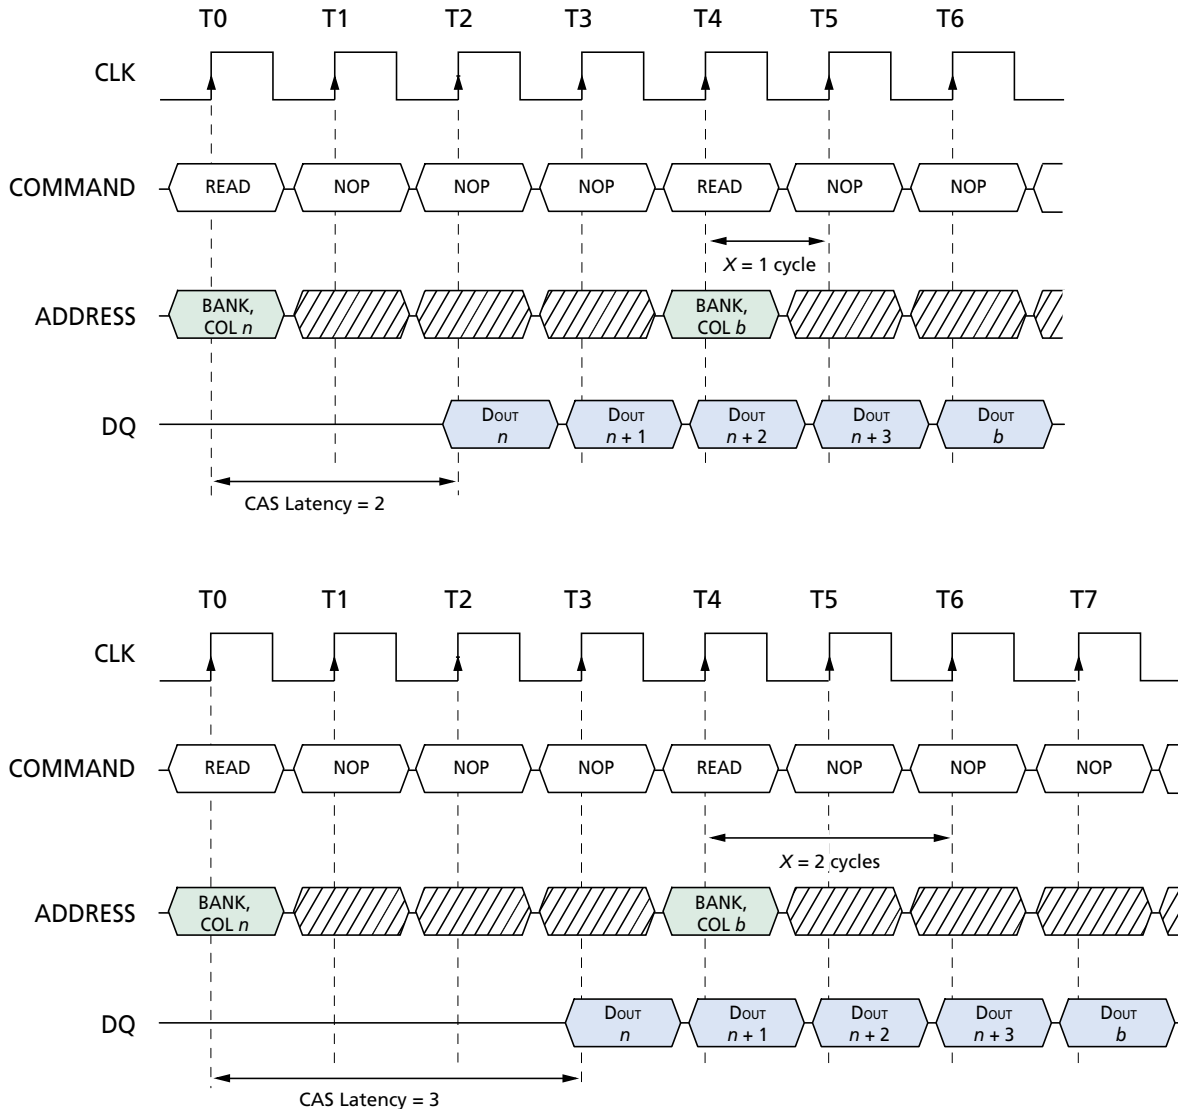 T0 T1 T2 T3 T4 T5 T6
CLK
COMMAND READ NOP NOP NOP READ NOP NOP
X = 1 cycle
ADDRESS BANK, COL n BANK, COL b
DQ DOUT n DOUT n + 1 DOUT n + 2 DOUT n + 3 DOUT b
CAS Latency = 2
T0 T1 T2 T3 T4 T5 T6 T7
CLK
COMMAND READ NOP NOP NOP READ NOP NOP NOP
X = 2 cycles
ADDRESS BANK, COL n BANK, COL b
DQ DOUT n DOUT n + 1 DOUT n + 2 DOUT n + 3 DOUT b
CAS Latency = 3